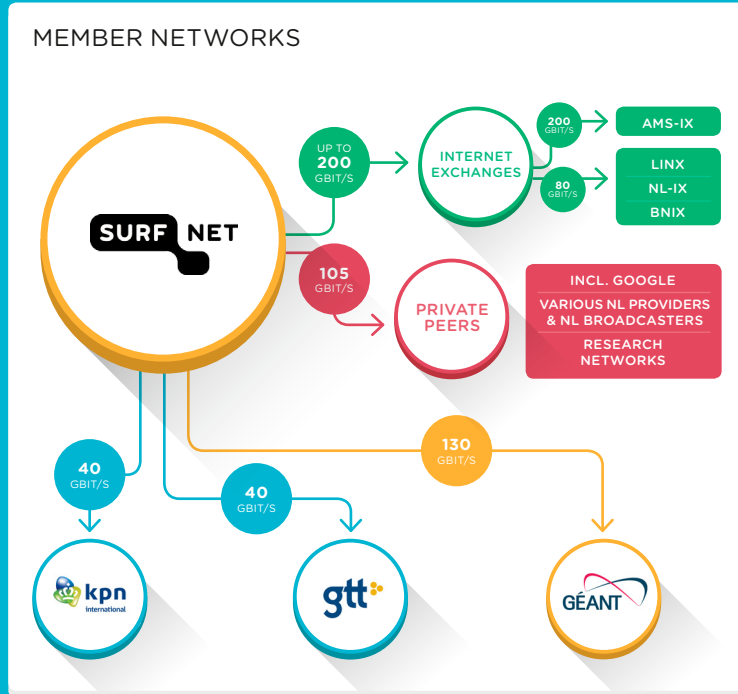 MEMBER NETWORKS
SURF NET
UP TO
200
GBIT/S
INTERNET
EXCHANGES
200
GBIT/S
AMS-IX
80
GBIT/S
LINX
NL-IX
BNIX
105
GBIT/S
PRIVATE
PEERS
INCL. GOOGLE
VARIOUS NL PROVIDERS
& NL BROADCASTERS
RESEARCH
NETWORKS
40
GBIT/S
40
GBIT/S
130
GBIT/S
kpn
international
gtt
GÉANT